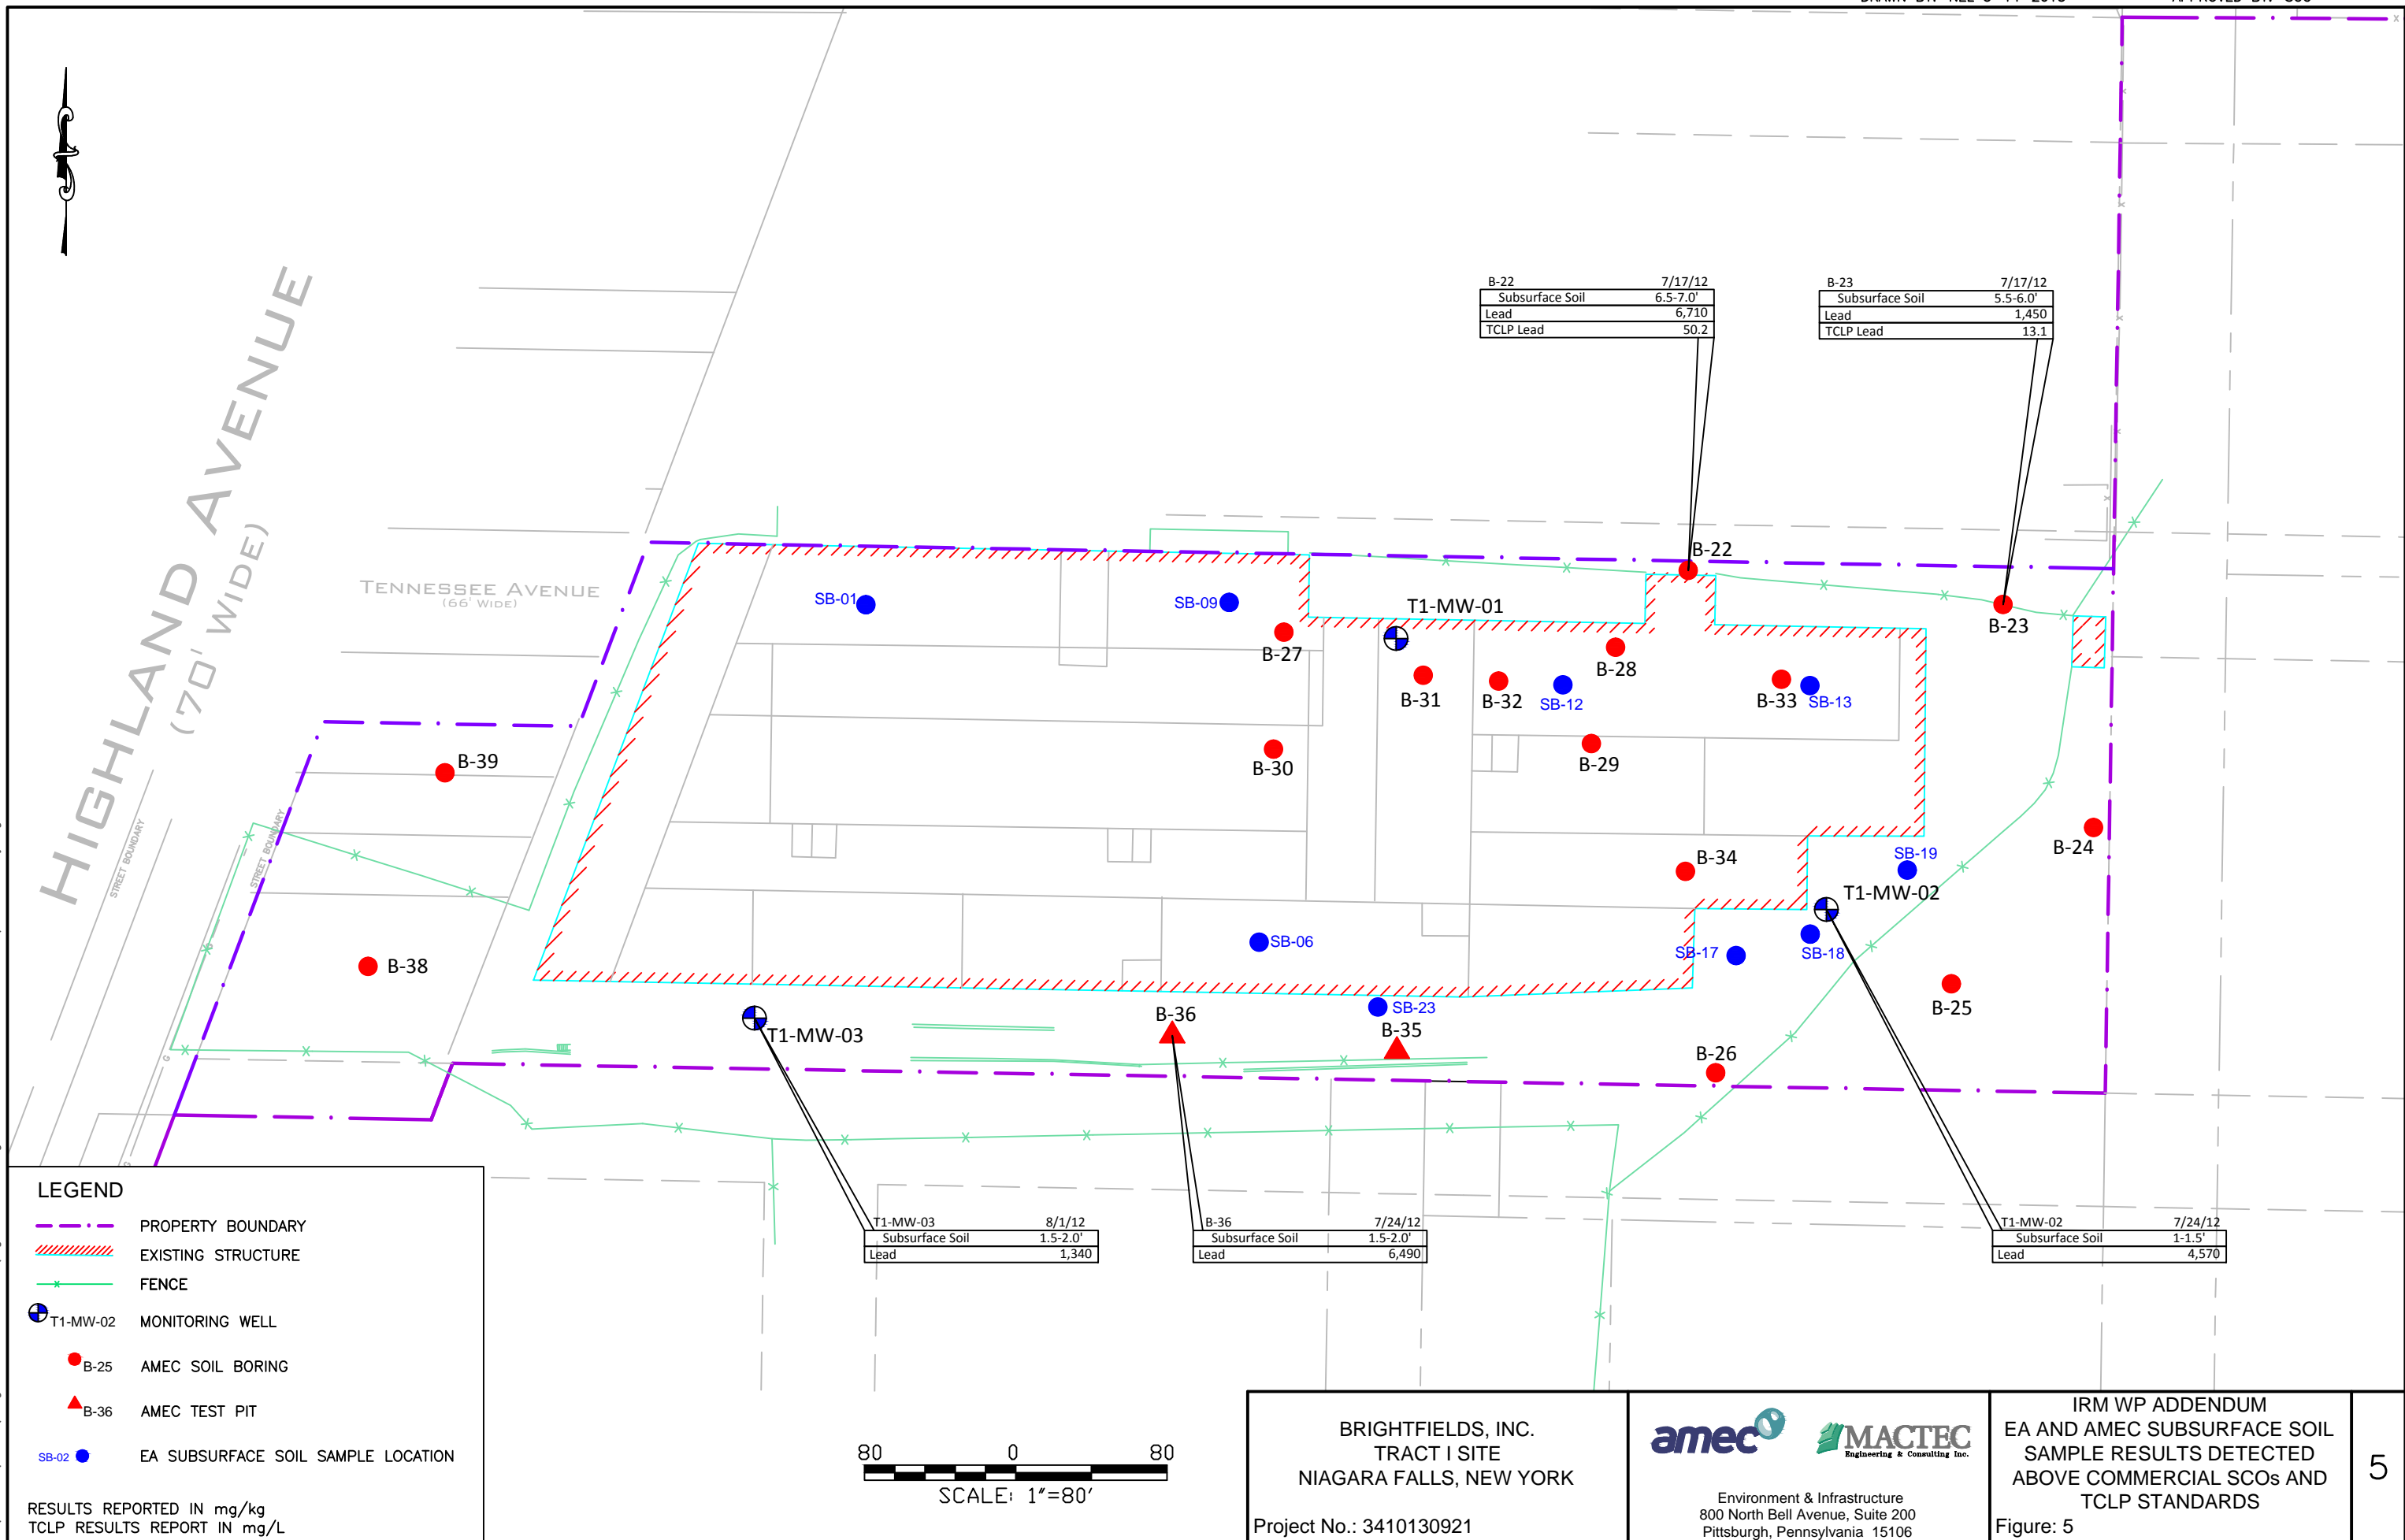 HIGHLAND AVENUE
(70' WIDE)
TENNESSEE AVENUE
(66' WIDE)
STREET BOUNDARY
STREET BOUNDARY
B-22 7/17/12
Subsurface Soil 6.5-7.0'
Lead 6,710
TCLP Lead 50.2
B-23 7/17/12
Subsurface Soil 5.5-6.0'
Lead 1,450
TCLP Lead 13.1
B-22
B-23
T1-MW-01
SB-01
SB-09
B-27
B-31
B-32
SB-12
B-28
B-33
SB-13
B-30
B-29
B-39
B-24
B-34
SB-19
T1-MW-02
B-38
SB-06
SB-17
SB-18
B-25
T1-MW-03
B-36
SB-23
B-35
B-26
T1-MW-03 8/1/12
Subsurface Soil 1.5-2.0'
Lead 1,340
B-36 7/24/12
Subsurface Soil 1.5-2.0'
Lead 6,490
T1-MW-02 7/24/12
Subsurface Soil 1-1.5'
Lead 4,570
LEGEND
PROPERTY BOUNDARY
EXISTING STRUCTURE
FENCE
T1-MW-02 MONITORING WELL
B-25 AMEC SOIL BORING
B-36 AMEC TEST PIT
SB-02 EA SUBSURFACE SOIL SAMPLE LOCATION
RESULTS REPORTED IN mg/kg
TCLP RESULTS REPORT IN mg/L
80 0 80
SCALE: 1"=80'
BRIGHTFIELDS, INC.
TRACT I SITE
NIAGARA FALLS, NEW YORK
Project No.: 3410130921
amec
MACTEC
Engineering & Consulting Inc.
Environment & Infrastructure
800 North Bell Avenue, Suite 200
Pittsburgh, Pennsylvania 15106
IRM WP ADDENDUM
EA AND AMEC SUBSURFACE SOIL
SAMPLE RESULTS DETECTED
ABOVE COMMERCIAL SCOs AND
TCLP STANDARDS
Figure: 5
5